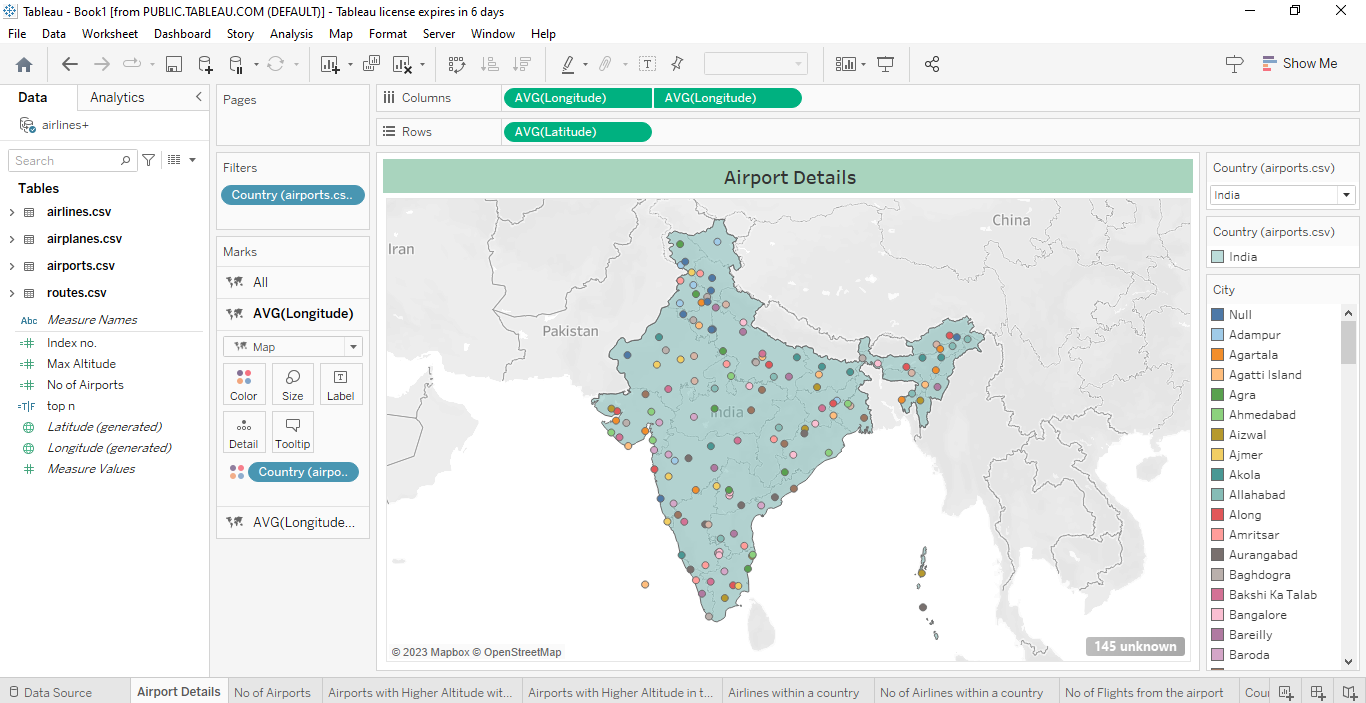 Tableau - Book1 [from PUBLIC.TABLEAU.COM (DEFAULT)] - Tableau license expires in 6 days
File Data Worksheet Dashboard Story Analysis Map Format Server Window Help
Show Me
Data Analytics
airlines+
Search
Tables
airlines.csv
airplanes.csv
airports.csv
routes.csv
Abc Measure Names
Index no.
Max Altitude
No of Airports
=T|F top n
Latitude (generated)
Longitude (generated)
Measure Values
Pages
Filters
Country (airports.cs..
Marks
All
AVG(Longitude)
Map
Color Size Label
Detail Tooltip
Country (airpo..
AVG(Longitude...
Columns AVG(Longitude) AVG(Longitude)
Rows AVG(Latitude)
Airport Details
Iran
China
Pakistan
India
© 2023 Mapbox © OpenStreetMap
145 unknown
Country (airports.csv)
India
Country (airports.csv)
India
City
Null
Adampur
Agartala
Agatti Island
Agra
Ahmedabad
Aizwal
Ajmer
Akola
Allahabad
Along
Amritsar
Aurangabad
Baghdogra
Bakshi Ka Talab
Bangalore
Bareilly
Baroda
Data Source Airport Details No of Airports Airports with Higher Altitude wit... Airports with Higher Altitude in t... Airlines within a country No of Airlines within a country No of Flights from the airport Cou